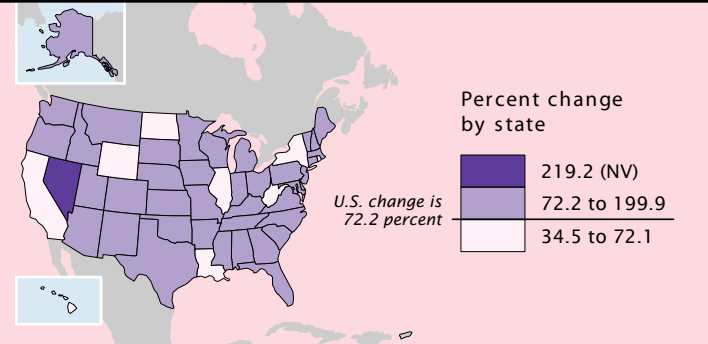 Percent change
by state
219.2 (NV)
U.S. change is
72.2 percent
72.2 to 199.9
34.5 to 72.1